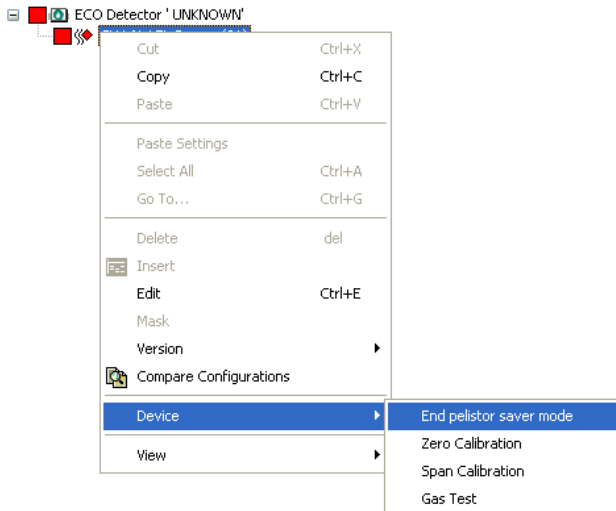 ECO Detector ' UNKNOWN'
Cut Ctrl+X
Copy Ctrl+C
Paste Ctrl+V
Paste Settings
Select All Ctrl+A
Go To... Ctrl+G
Delete del
Insert
Edit Ctrl+E
Mask
Version
Compare Configurations
Device
End pelistor saver mode
Zero Calibration
View
Span Calibration
Gas Test